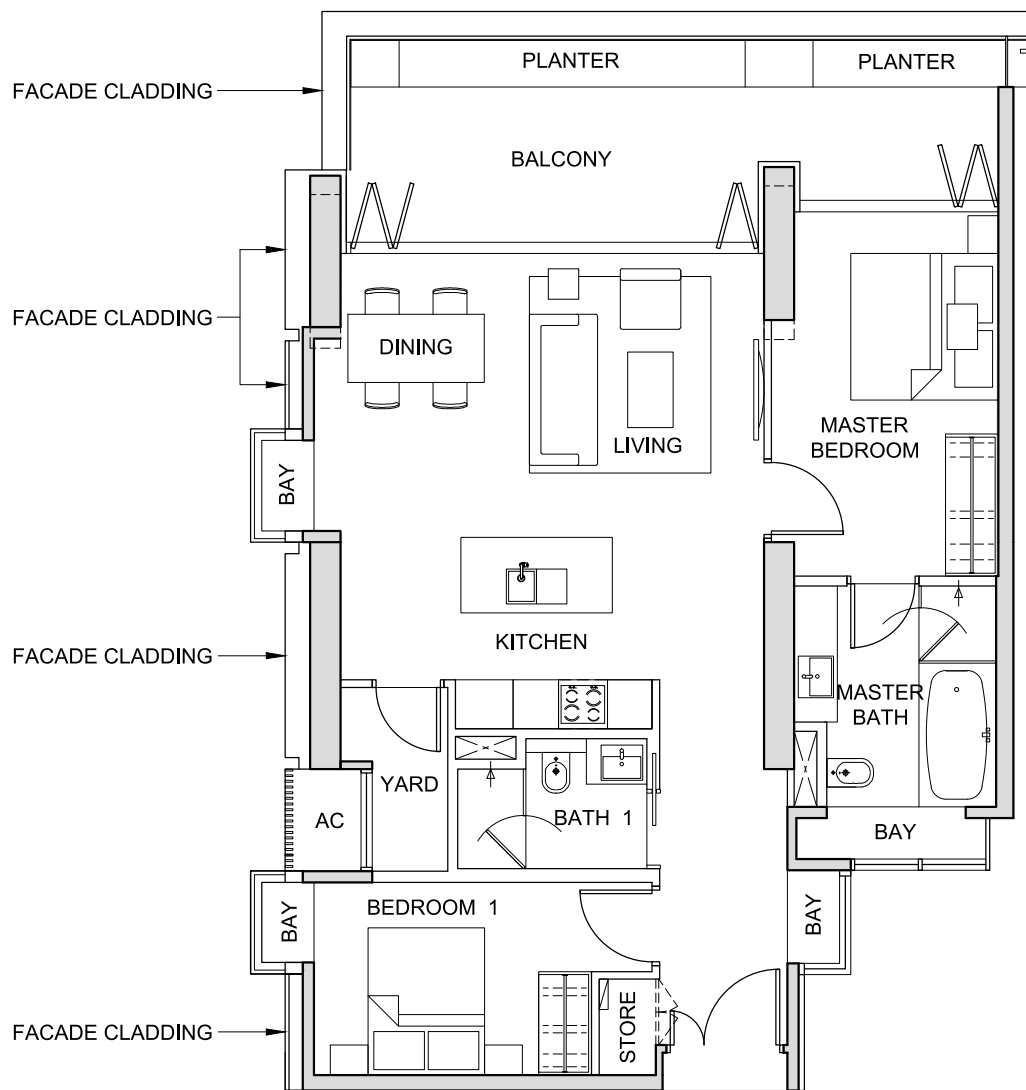 PLANTER
PLANTER
FACADE CLADDING
BALCONY
FACADE CLADDING
DINING
LIVING
MASTER
BEDROOM
BAY
KITCHEN
FACADE CLADDING
MASTER
BATH
YARD
AC
BATH 1
BAY
BEDROOM 1
BAY
BAY
STORE
FACADE CLADDING